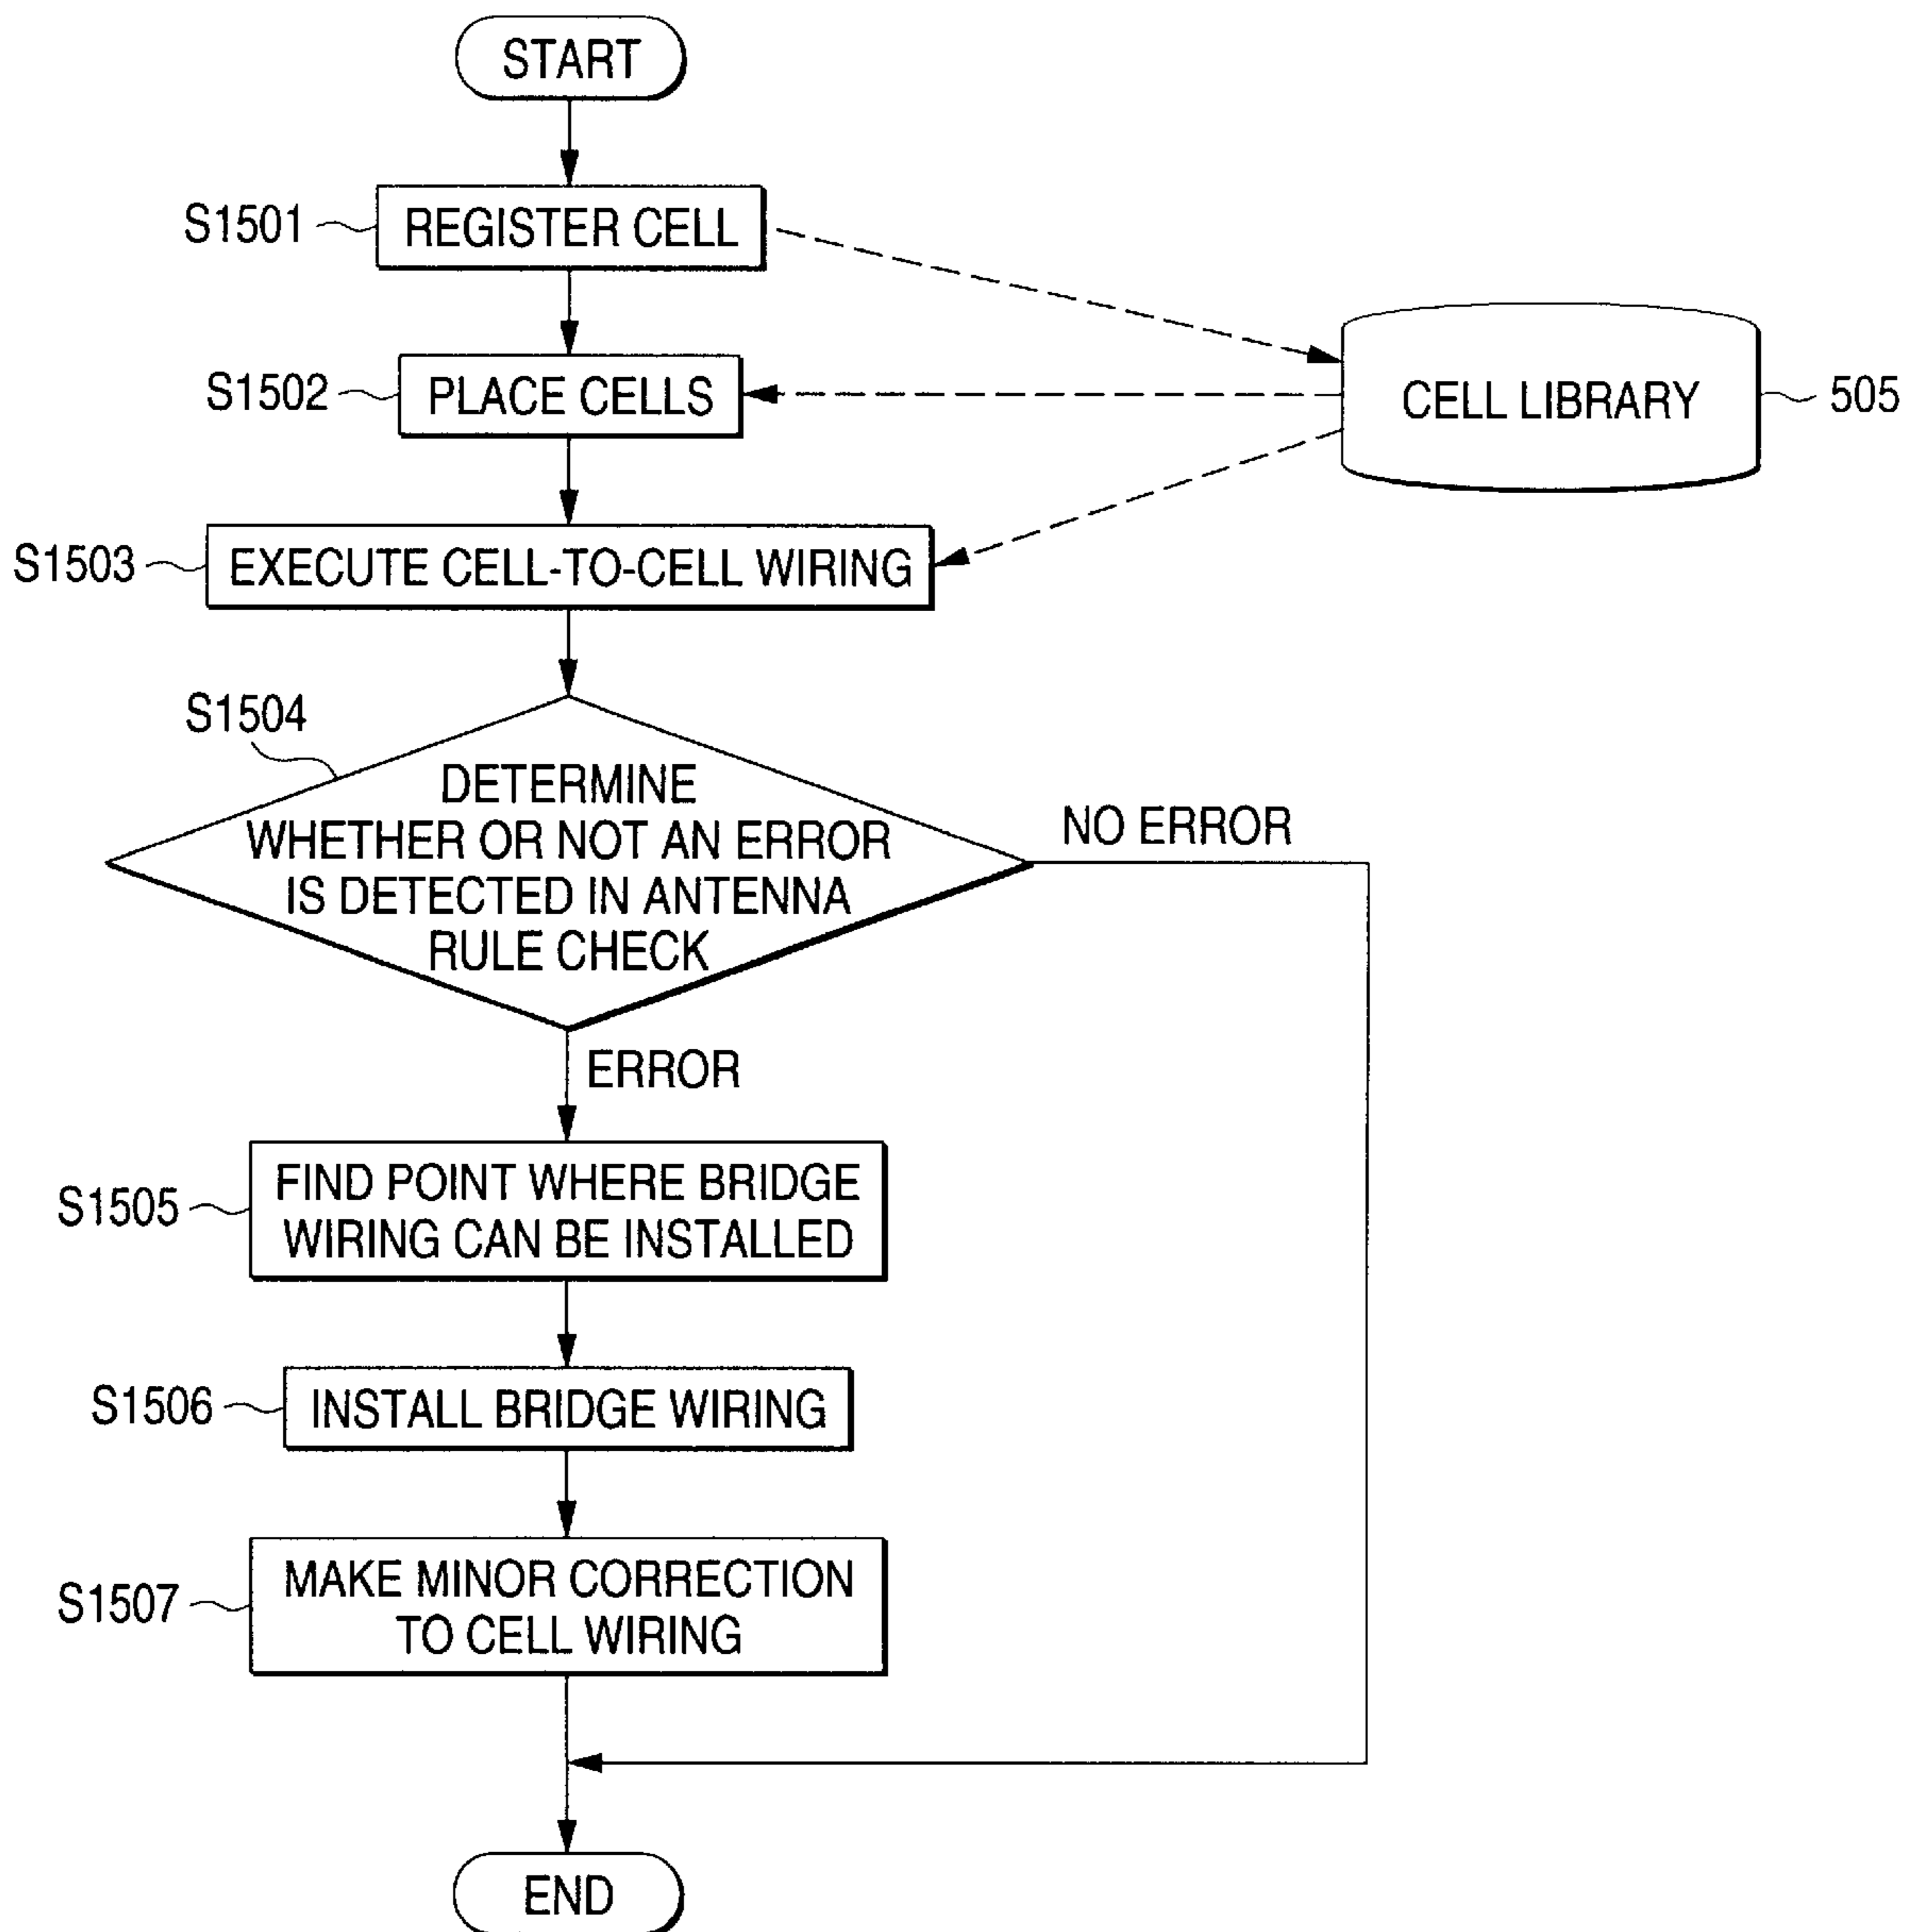 START
S1501
REGISTER CELL
S1502
PLACE CELLS
CELL LIBRARY
505
S1503
EXECUTE CELL-TO-CELL WIRING
S1504
DETERMINE
WHETHER OR NOT AN ERROR
IS DETECTED IN ANTENNA
RULE CHECK
NO ERROR
ERROR
S1505
FIND POINT WHERE BRIDGE
WIRING CAN BE INSTALLED
S1506
INSTALL BRIDGE WIRING
S1507
MAKE MINOR CORRECTION
TO CELL WIRING
END